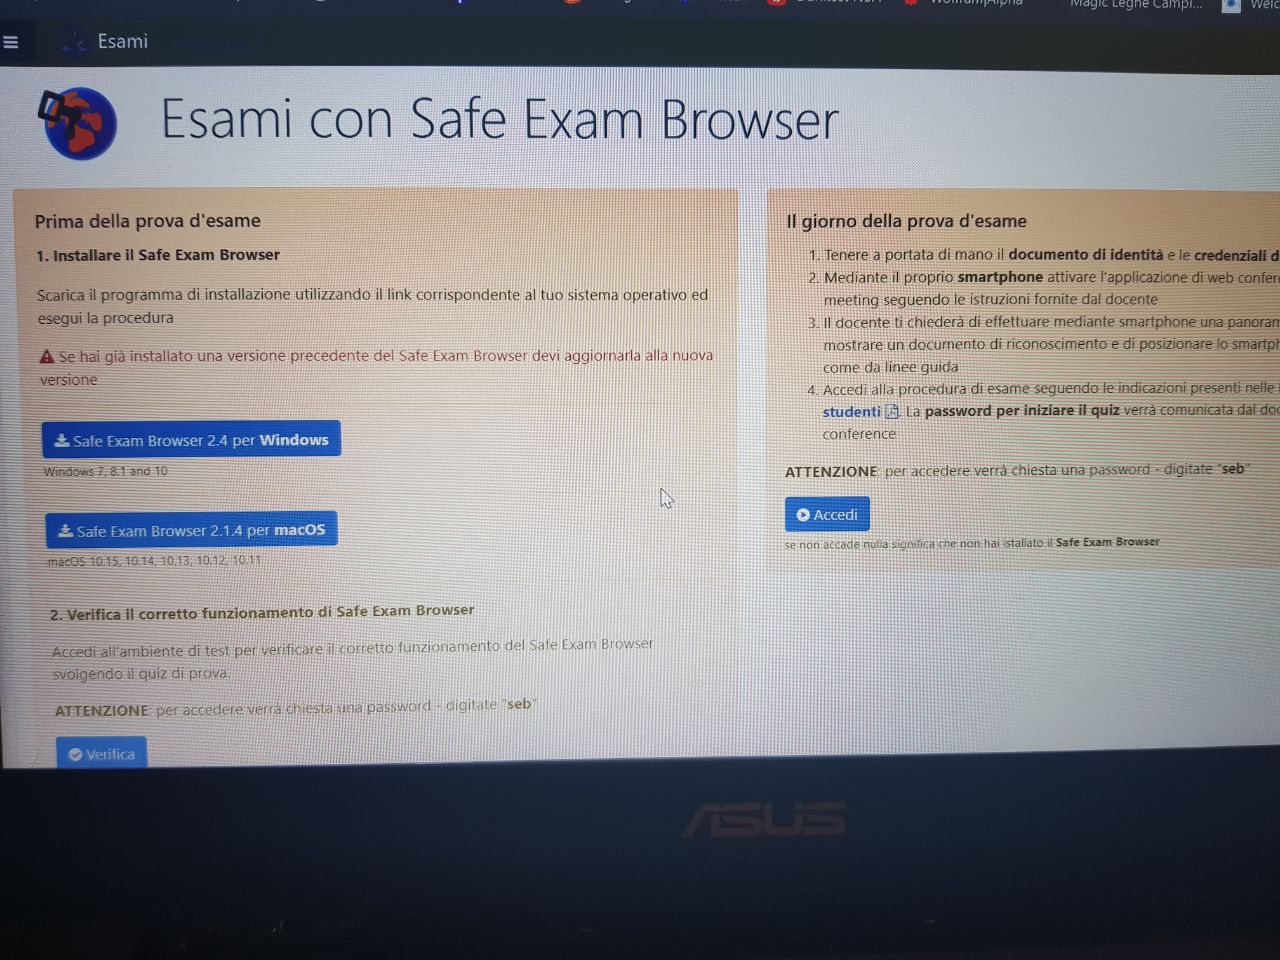 Magic Leghe Campi...
Esami
Esami con Safe Exam Browser
Prima della prova d'esame
1. Installare il Safe Exam Browser
Scarica il programma di installazione utilizzando il link corrispondente al tuo sistema operativo ed
esegui la procedura
Se hai già installato una versione precedente del Safe Exam Browser devi aggiornarla alla nuova
versione
Safe Exam Browser 2.4 per Windows
Windows 7, 8.1 and 10
Safe Exam Browser 2.1.4 per macOS
macOS 10.15, 10.14, 10.13, 10.12, 10.11
2. Verifica il corretto funzionamento di Safe Exam Browser
Accedi all'ambiente di test per verificare il corretto funzionamento del Safe Exam Browser
svolgendo il quiz di prova.
ATTENZIONE: per accedere verrà chiesta una password - digitate "seb"
Verifica
Il giorno della prova d'esame
1. Tenere a portata di mano il documento di identità e le credenziali d
2. Mediante il proprio smartphone attivare l'applicazione di web confere
meeting seguendo le istruzioni fornite dal docente
3. Il docente ti chiederà di effettuare mediante smartphone una panoram
mostrare un documento di riconoscimento e di posizionare lo smartph
come da linee guida
4. Accedi alla procedura di esame seguendo le indicazioni presenti nelle
studenti . La password per iniziare il quiz verrà comunicata dal doc
conference
ATTENZIONE: per accedere verrà chiesta una password - digitate "seb"
Accedi
se non accade nulla significa che non hai istallato il Safe Exam Browser
ASUS